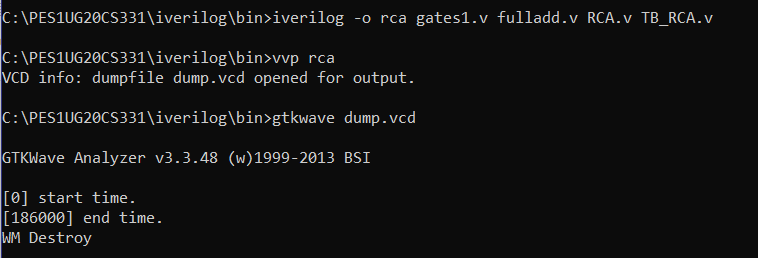 C:\PES1UG20CS331\iverilog\bin>iverilog -o rca gates1.v fulladd.v RCA.v TB_RCA.v
C:\PES1UG20CS331\iverilog\bin>vvp rca
VCD info: dumpfile dump.vcd opened for output.
C:\PES1UG20CS331\iverilog\bin>gtkwave dump.vcd
GTKWave Analyzer v3.3.48 (w)1999-2013 BSI
[0] start time.
[186000] end time.
WM Destroy